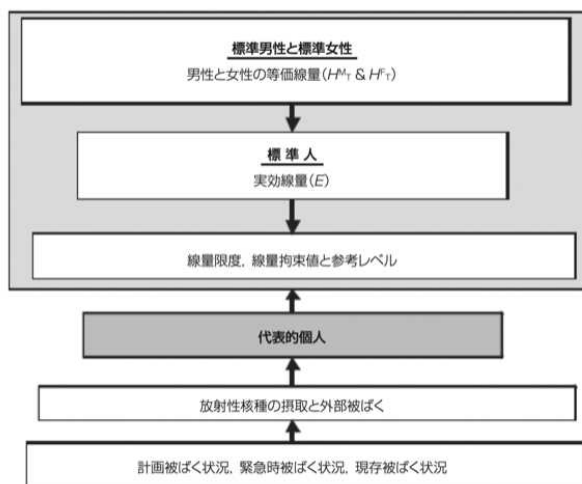 標準男性と標準女性
男性と女性の等価線量(Hᴹ_T & Hꟳ_T)
標準人
実効線量(E)
線量限度, 線量拘束値と参考レベル
代表的個人
放射性核種の摂取と外部被ばく
計画被ばく状況, 緊急時被ばく状況, 現存被ばく状況